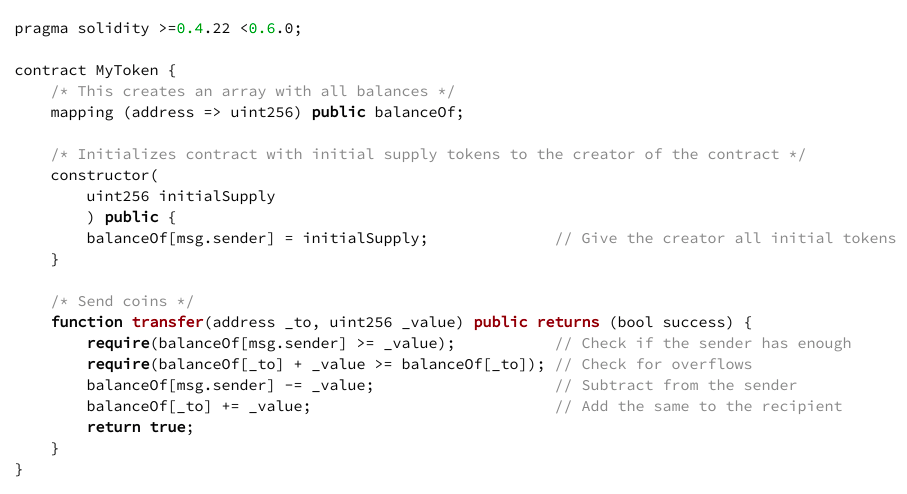 pragma solidity >=0.4.22 <0.6.0;

contract MyToken {
    /* This creates an array with all balances */
    mapping (address => uint256) public balanceOf;

    /* Initializes contract with initial supply tokens to the creator of the contract */
    constructor(
        uint256 initialSupply
        ) public {
        balanceOf[msg.sender] = initialSupply;              // Give the creator all initial tokens
    }

    /* Send coins */
    function transfer(address _to, uint256 _value) public returns (bool success) {
        require(balanceOf[msg.sender] >= _value);           // Check if the sender has enough
        require(balanceOf[_to] + _value >= balanceOf[_to]); // Check for overflows
        balanceOf[msg.sender] -= _value;                    // Subtract from the sender
        balanceOf[_to] += _value;                           // Add the same to the recipient
        return true;
    }
}